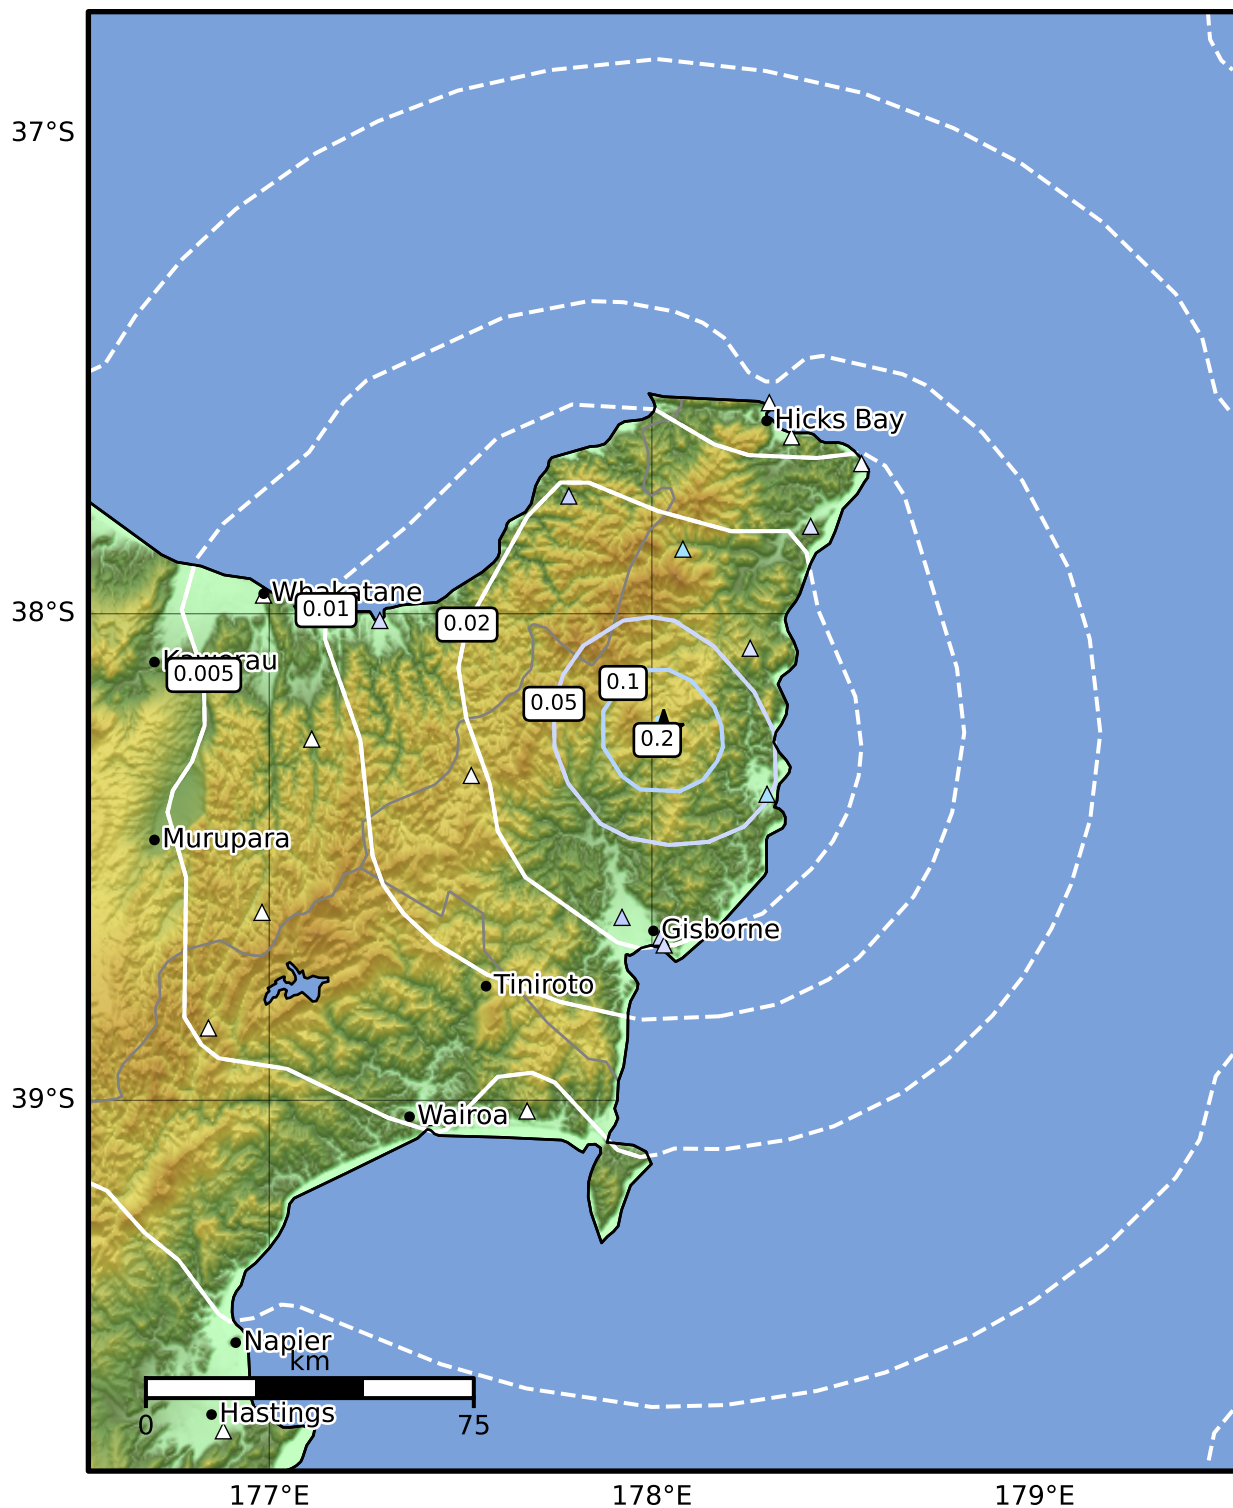 37°S
Hicks Bay
Whakatane
0.01
38°S
0.02
Kawerau
0.005
0.1
0.05
0.2
Murupara
Gisborne
Tiniroto
39°S
Wairoa
Napier
km
Hastings
0
75
177°E
178°E
179°E